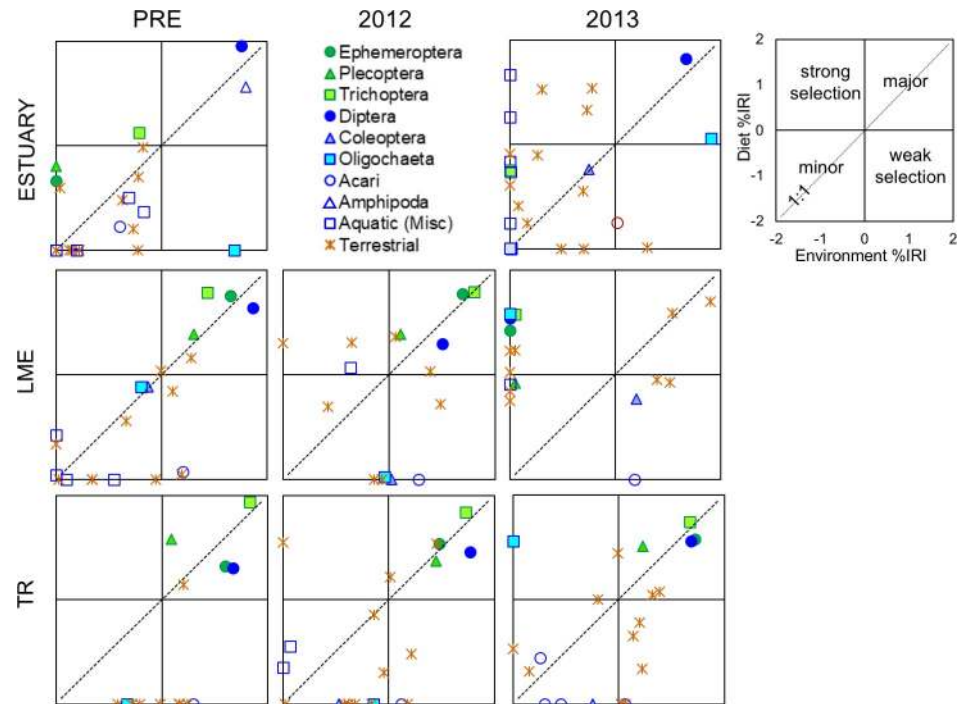 PRE
2012
2013
ESTUARY
Ephemeroptera
Plecoptera
Trichoptera
Diptera
Coleoptera
Oligochaeta
Acari
Amphipoda
Aquatic (Misc)
Terrestrial
2
1
0
-1
-2
Diet %IRI
strong
selection
major
minor
weak
selection
1:1
-2 -1 0 1 2
Environment %IRI
LME
TR